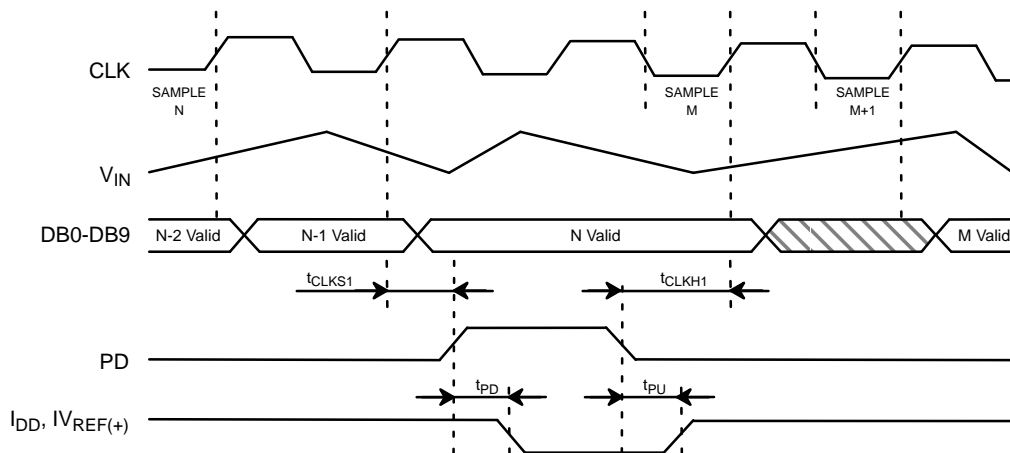 CLK
SAMPLE
N
SAMPLE
M
SAMPLE
M+1
VIN
DB0-DB9
N-2 Valid
N-1 Valid
N Valid
M Valid
tCLKS1
tCLKH1
PD
tPD
tPU
IDD, IVREF(+)